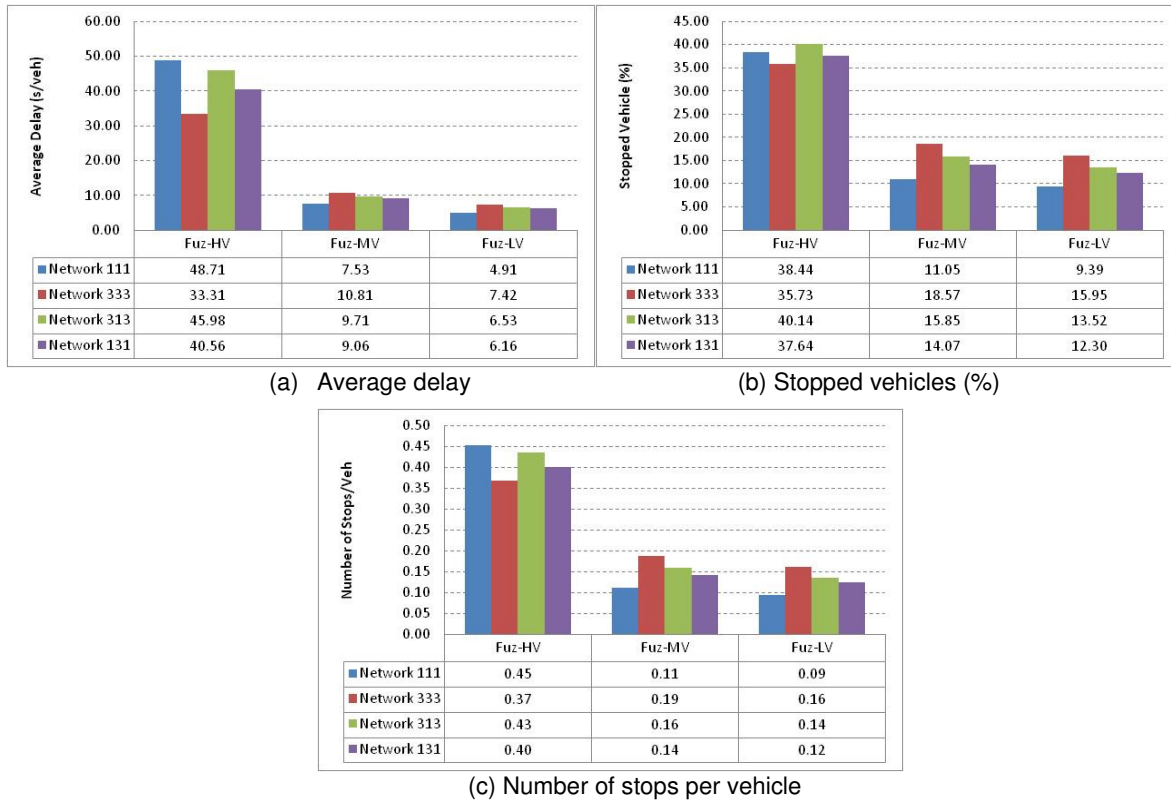 60.00
50.00
40.00
30.00
20.00
10.00
0.00
Average Delay (s/veh)
Fuz-HV Fuz-MV Fuz-LV
Network 111 48.71 7.53 4.91
Network 333 33.31 10.81 7.42
Network 313 45.98 9.71 6.53
Network 131 40.56 9.06 6.16
(a) Average delay
45.00
40.00
35.00
30.00
25.00
20.00
15.00
10.00
5.00
0.00
Stopped Vehicle (%)
Fuz-HV Fuz-MV Fuz-LV
Network 111 38.44 11.05 9.39
Network 333 35.73 18.57 15.95
Network 313 40.14 15.85 13.52
Network 131 37.64 14.07 12.30
(b) Stopped vehicles (%)
0.50
0.45
0.40
0.35
0.30
0.25
0.20
0.15
0.10
0.05
0.00
Number of Stops/Veh
Fuz-HV Fuz-MV Fuz-LV
Network 111 0.45 0.11 0.09
Network 333 0.37 0.19 0.16
Network 313 0.43 0.16 0.14
Network 131 0.40 0.14 0.12
(c) Number of stops per vehicle